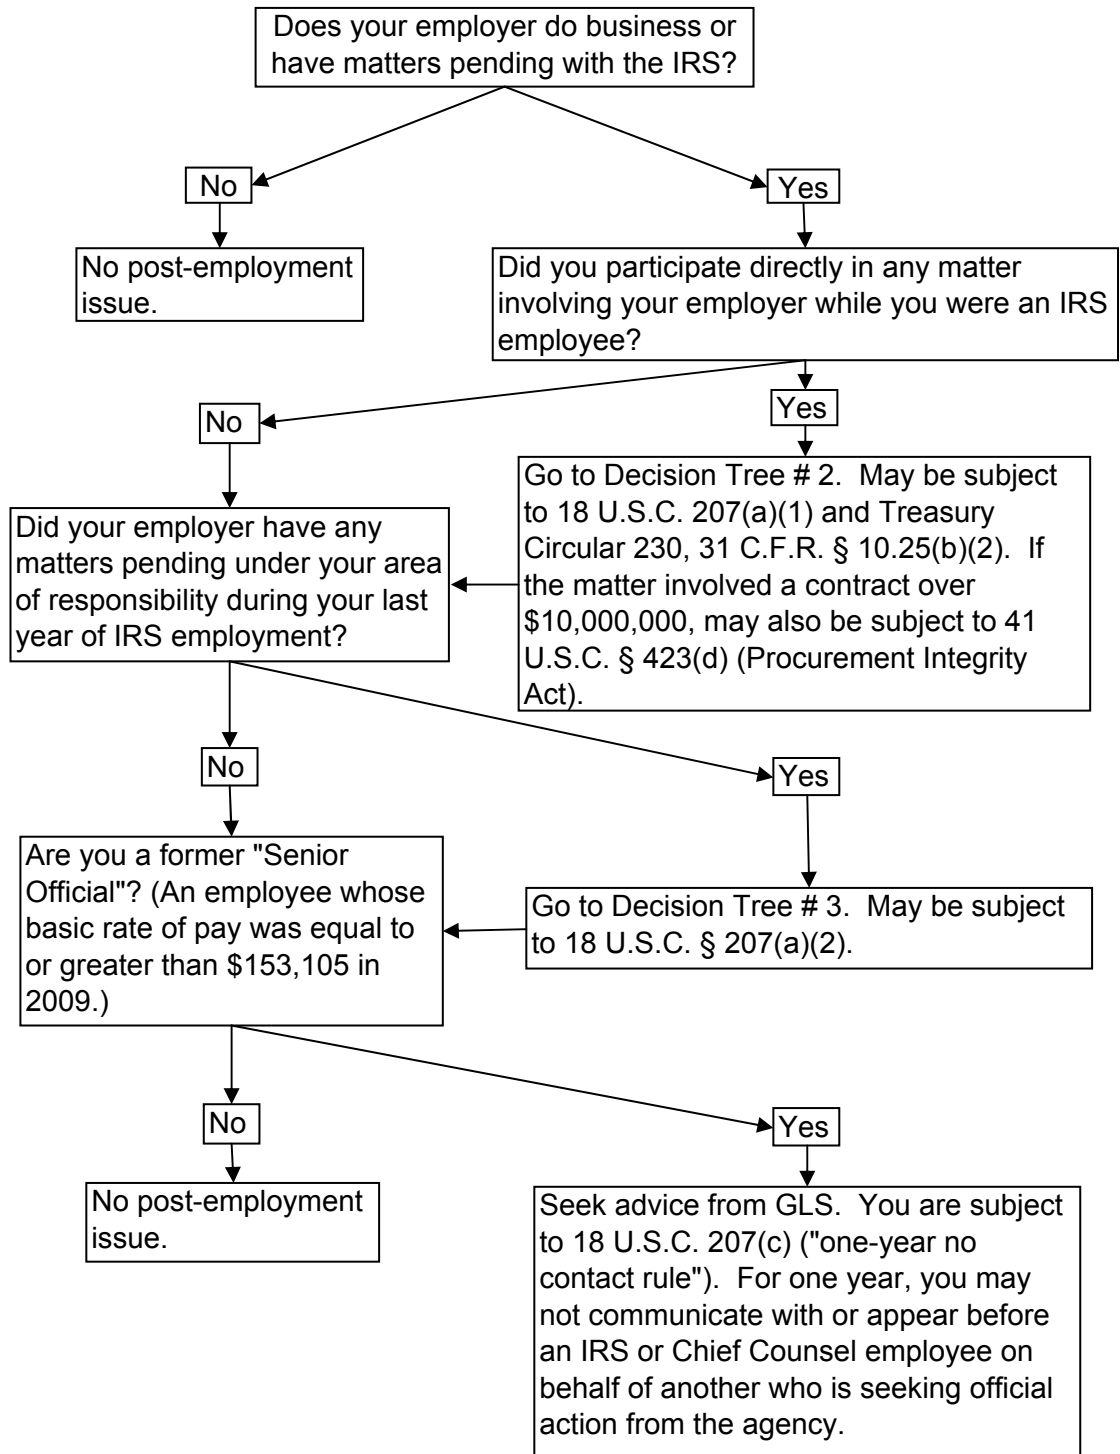 Does your employer do business or
have matters pending with the IRS?
No
Yes
No post-employment
issue.
Did you participate directly in any matter
involving your employer while you were an IRS
employee?
No
Yes
Go to Decision Tree # 2. May be subject
to 18 U.S.C. 207(a)(1) and Treasury
Circular 230, 31 C.F.R. § 10.25(b)(2). If
the matter involved a contract over
$10,000,000, may also be subject to 41
U.S.C. § 423(d) (Procurement Integrity
Act).
Did your employer have any
matters pending under your area
of responsibility during your last
year of IRS employment?
No
Yes
Are you a former "Senior
Official"? (An employee whose
basic rate of pay was equal to
or greater than $153,105 in
2009.)
Go to Decision Tree # 3. May be subject
to 18 U.S.C. § 207(a)(2).
No
Yes
No post-employment
issue.
Seek advice from GLS. You are subject
to 18 U.S.C. 207(c) ("one-year no
contact rule"). For one year, you may
not communicate with or appear before
an IRS or Chief Counsel employee on
behalf of another who is seeking official
action from the agency.